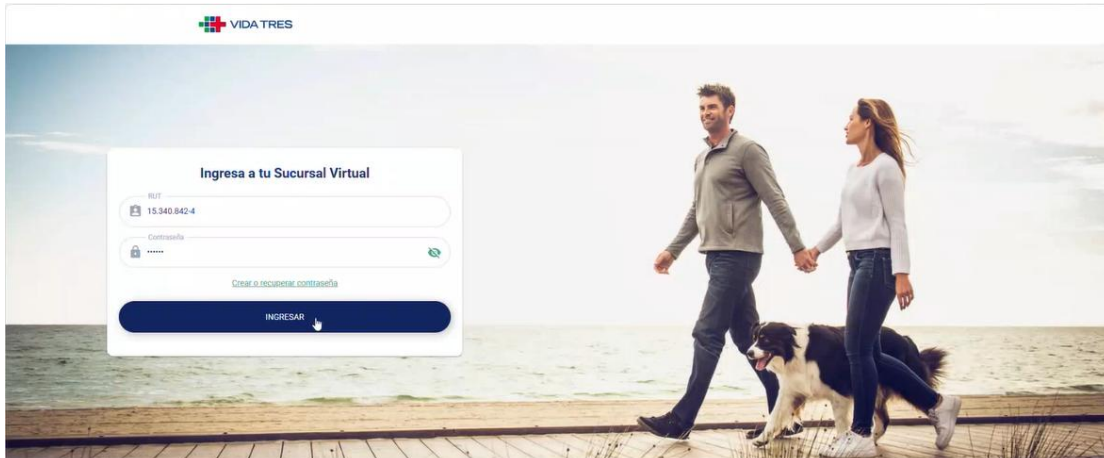 VIDA TRES
Ingresa a tu Sucursal Virtual
RUT
15.340.842-4
Contraseña
••••••
Crear o recuperar contraseña
INGRESAR